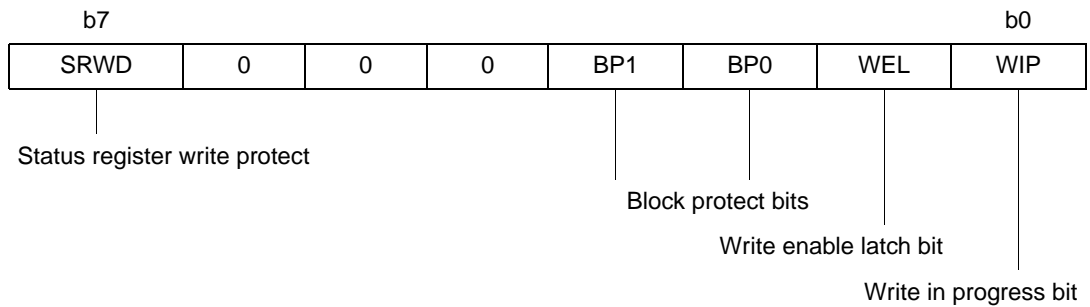 b7 b0
SRWD 0 0 0 BP1 BP0 WEL WIP
Status register write protect
Block protect bits
Write enable latch bit
Write in progress bit